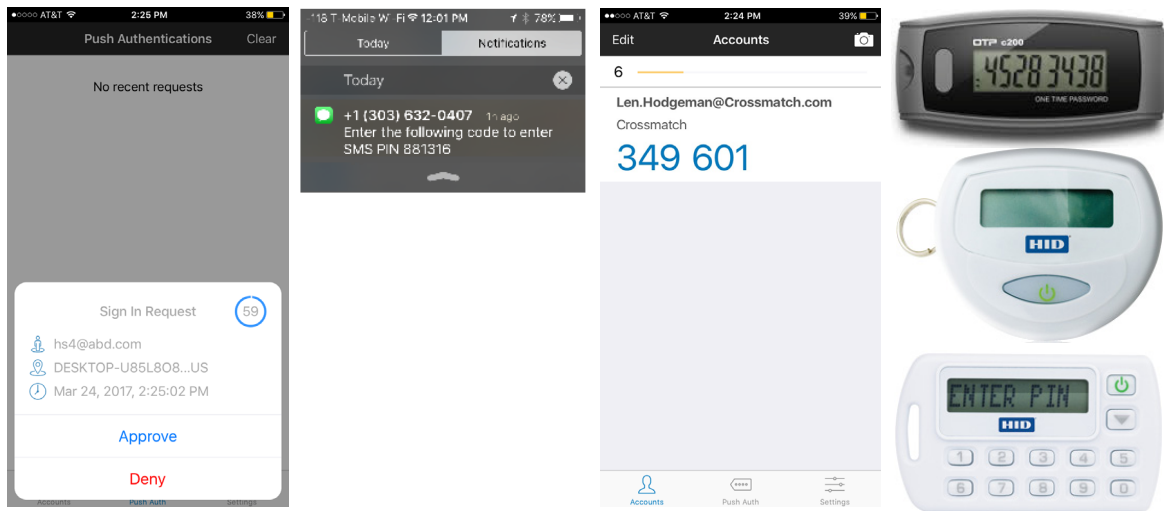 ●○○○○ AT&T 2:25 PM 38%
Push Authentications Clear
No recent requests
Sign In Request 59
hs4@abd.com
DESKTOP-U85L8O8...US
Mar 24, 2017, 2:25:02 PM
Approve
Deny
Accounts Push Auth Settings
-118 T-Mobile Wi-Fi 12:01 PM 78%
Today Notifications
Today
+1 (303) 632-0407 1h ago
Enter the following code to enter
SMS PIN 881316
●●○○○ AT&T 2:24 PM 39%
Edit Accounts
6
Len.Hodgeman@Crossmatch.com
Crossmatch
349 601
Accounts Push Auth Settings
OTP c200
45283438
ONE TIME PASSWORD
HID
ENTER PIN
HID
1 2 3 4 5
6 7 8 9 0